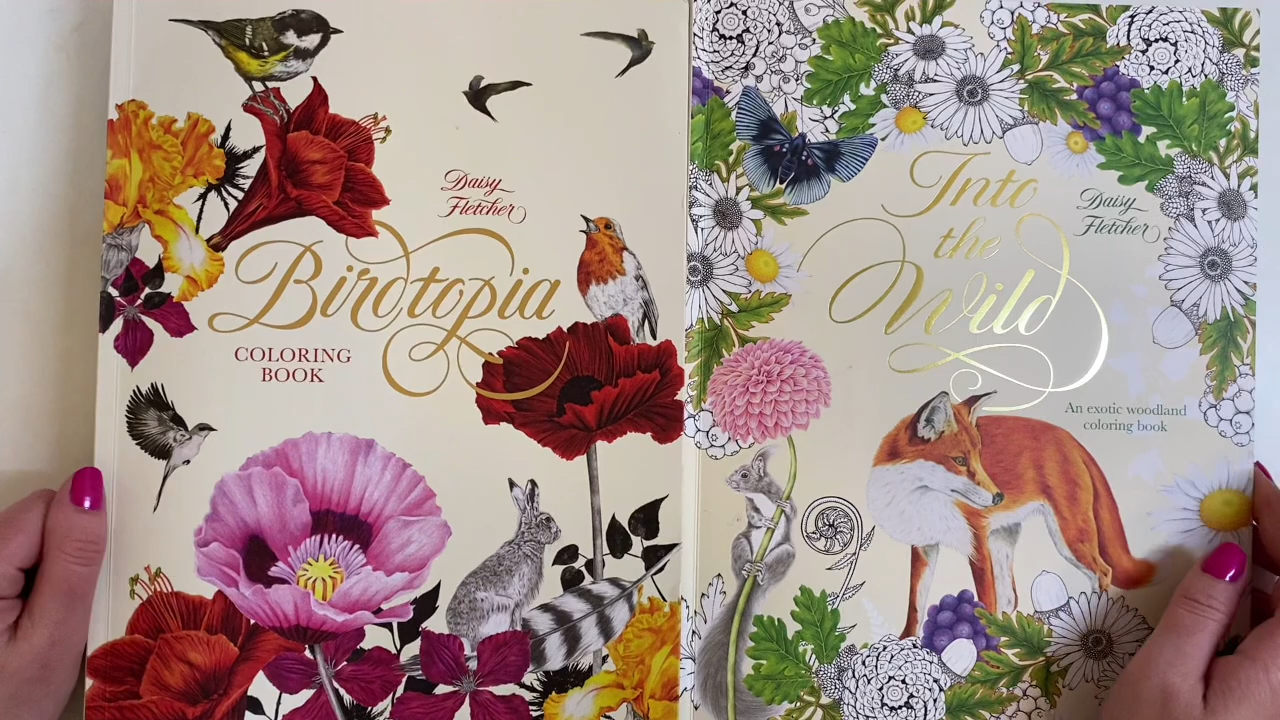 Daisy
Fletcher
Birdtopia
COLORING
BOOK
Into
the
Wild
Daisy
Fletcher
An exotic woodland
coloring book